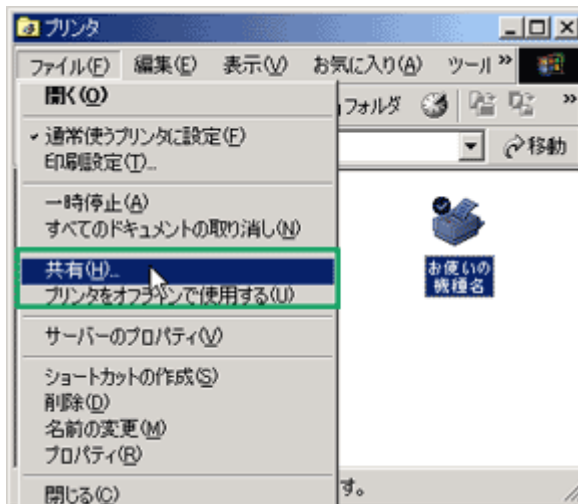 プリンタ
ファイル(F) 編集(E) 表示(V) お気に入り(A) ツール »
開く(O)
フォルダ »
通常使うプリンタに設定(F)
印刷設定(T)...
移動
一時停止(A)
すべてのドキュメントの取り消し(N)
共有(H)...
プリンタをオフラインで使用する(U)
お使いの
機種名
サーバーのプロパティ(V)
ショートカットの作成(S)
削除(D)
名前の変更(M)
プロパティ(R)
閉じる(C)
す。